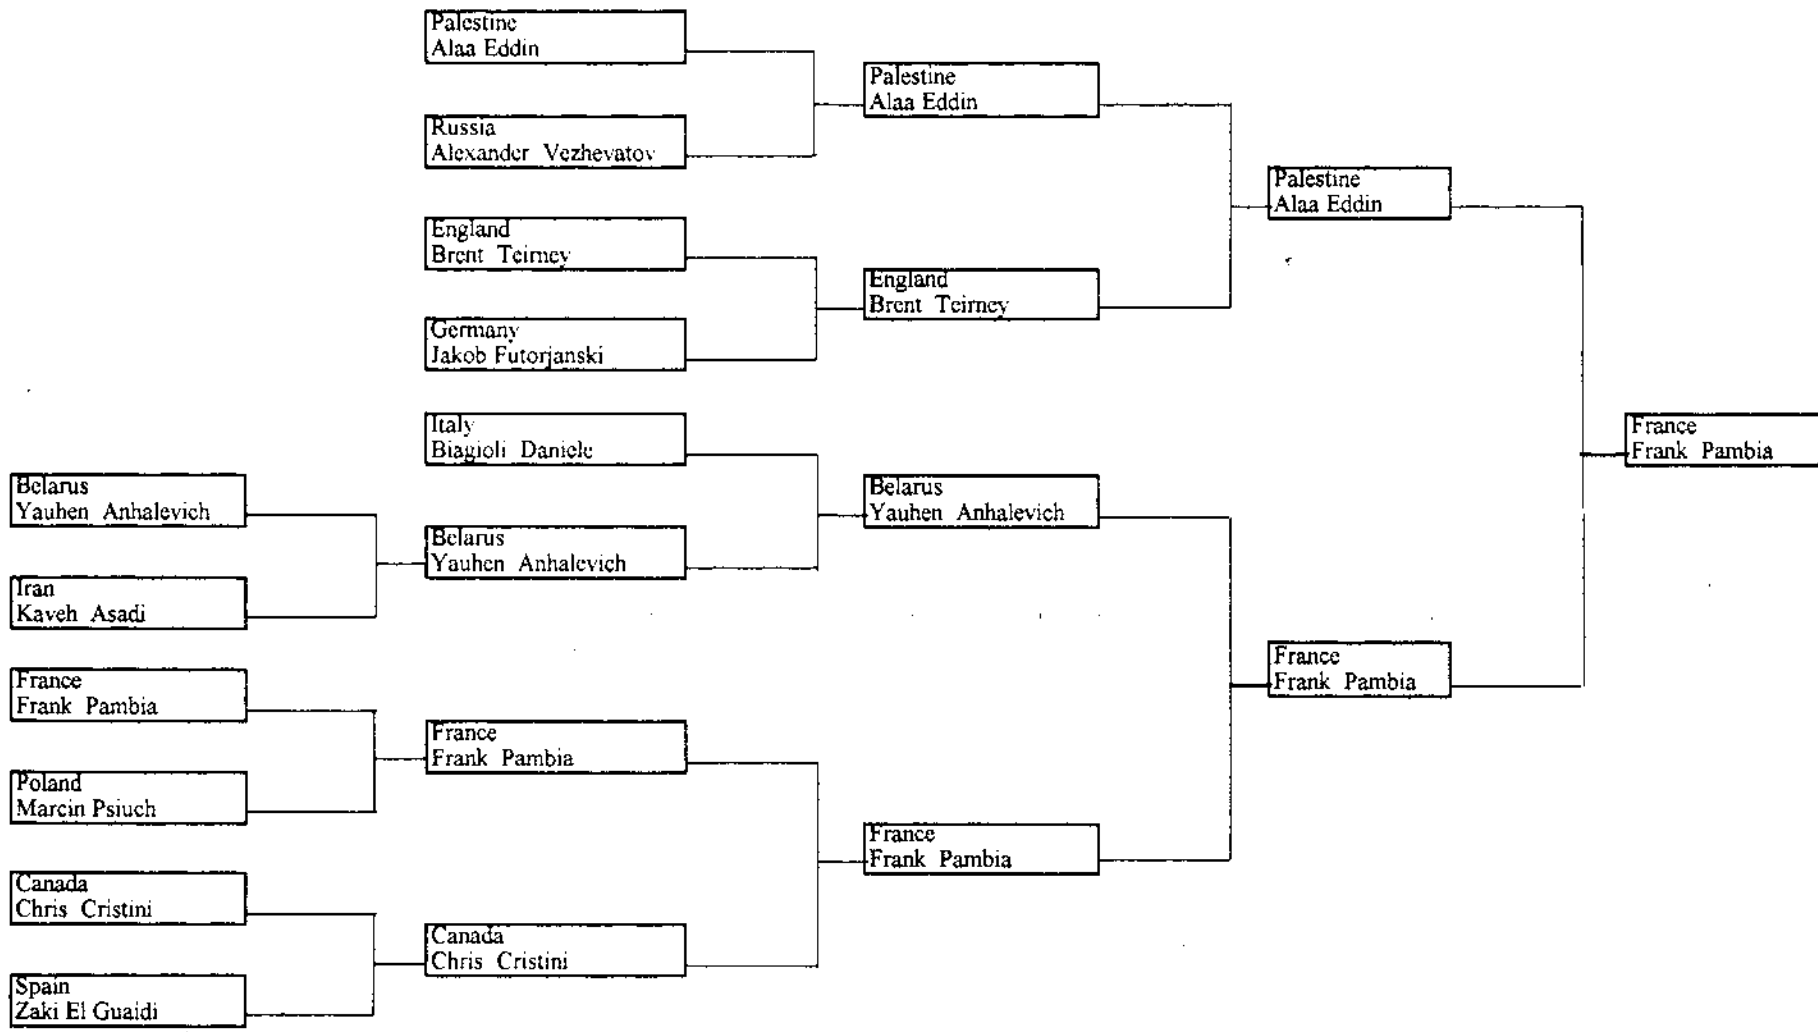 Palestine
Alaa Eddin
Russia
Alexander Vezhevatov
England
Brent Teirney
Germany
Jakob Futorjanski
Italy
Biagioli Daniele
Belarus
Yauhen Anhalevich
Iran
Kaveh Asadi
Belarus
Yauhen Anhalevich
France
Frank Pambia
Poland
Marcin Psiuch
France
Frank Pambia
Canada
Chris Cristini
Spain
Zaki El Guaidi
Canada
Chris Cristini
Palestine
Alaa Eddin
England
Brent Teirney
Belarus
Yauhen Anhalevich
France
Frank Pambia
Palestine
Alaa Eddin
France
Frank Pambia
France
Frank Pambia